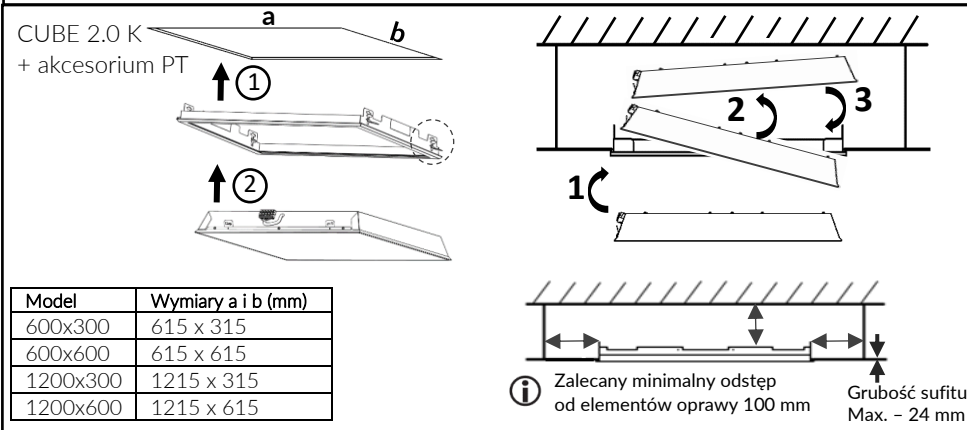 CUBE 2.0 K
+ akcesorium PT
a
b
1
2
Model Wymiary a i b (mm)
600x300 615 x 315
600x600 615 x 615
1200x300 1215 x 315
1200x600 1215 x 615
2
3
1
i Zalecany minimalny odstęp
od elementów oprawy 100 mm
Grubość sufitu
Max. – 24 mm